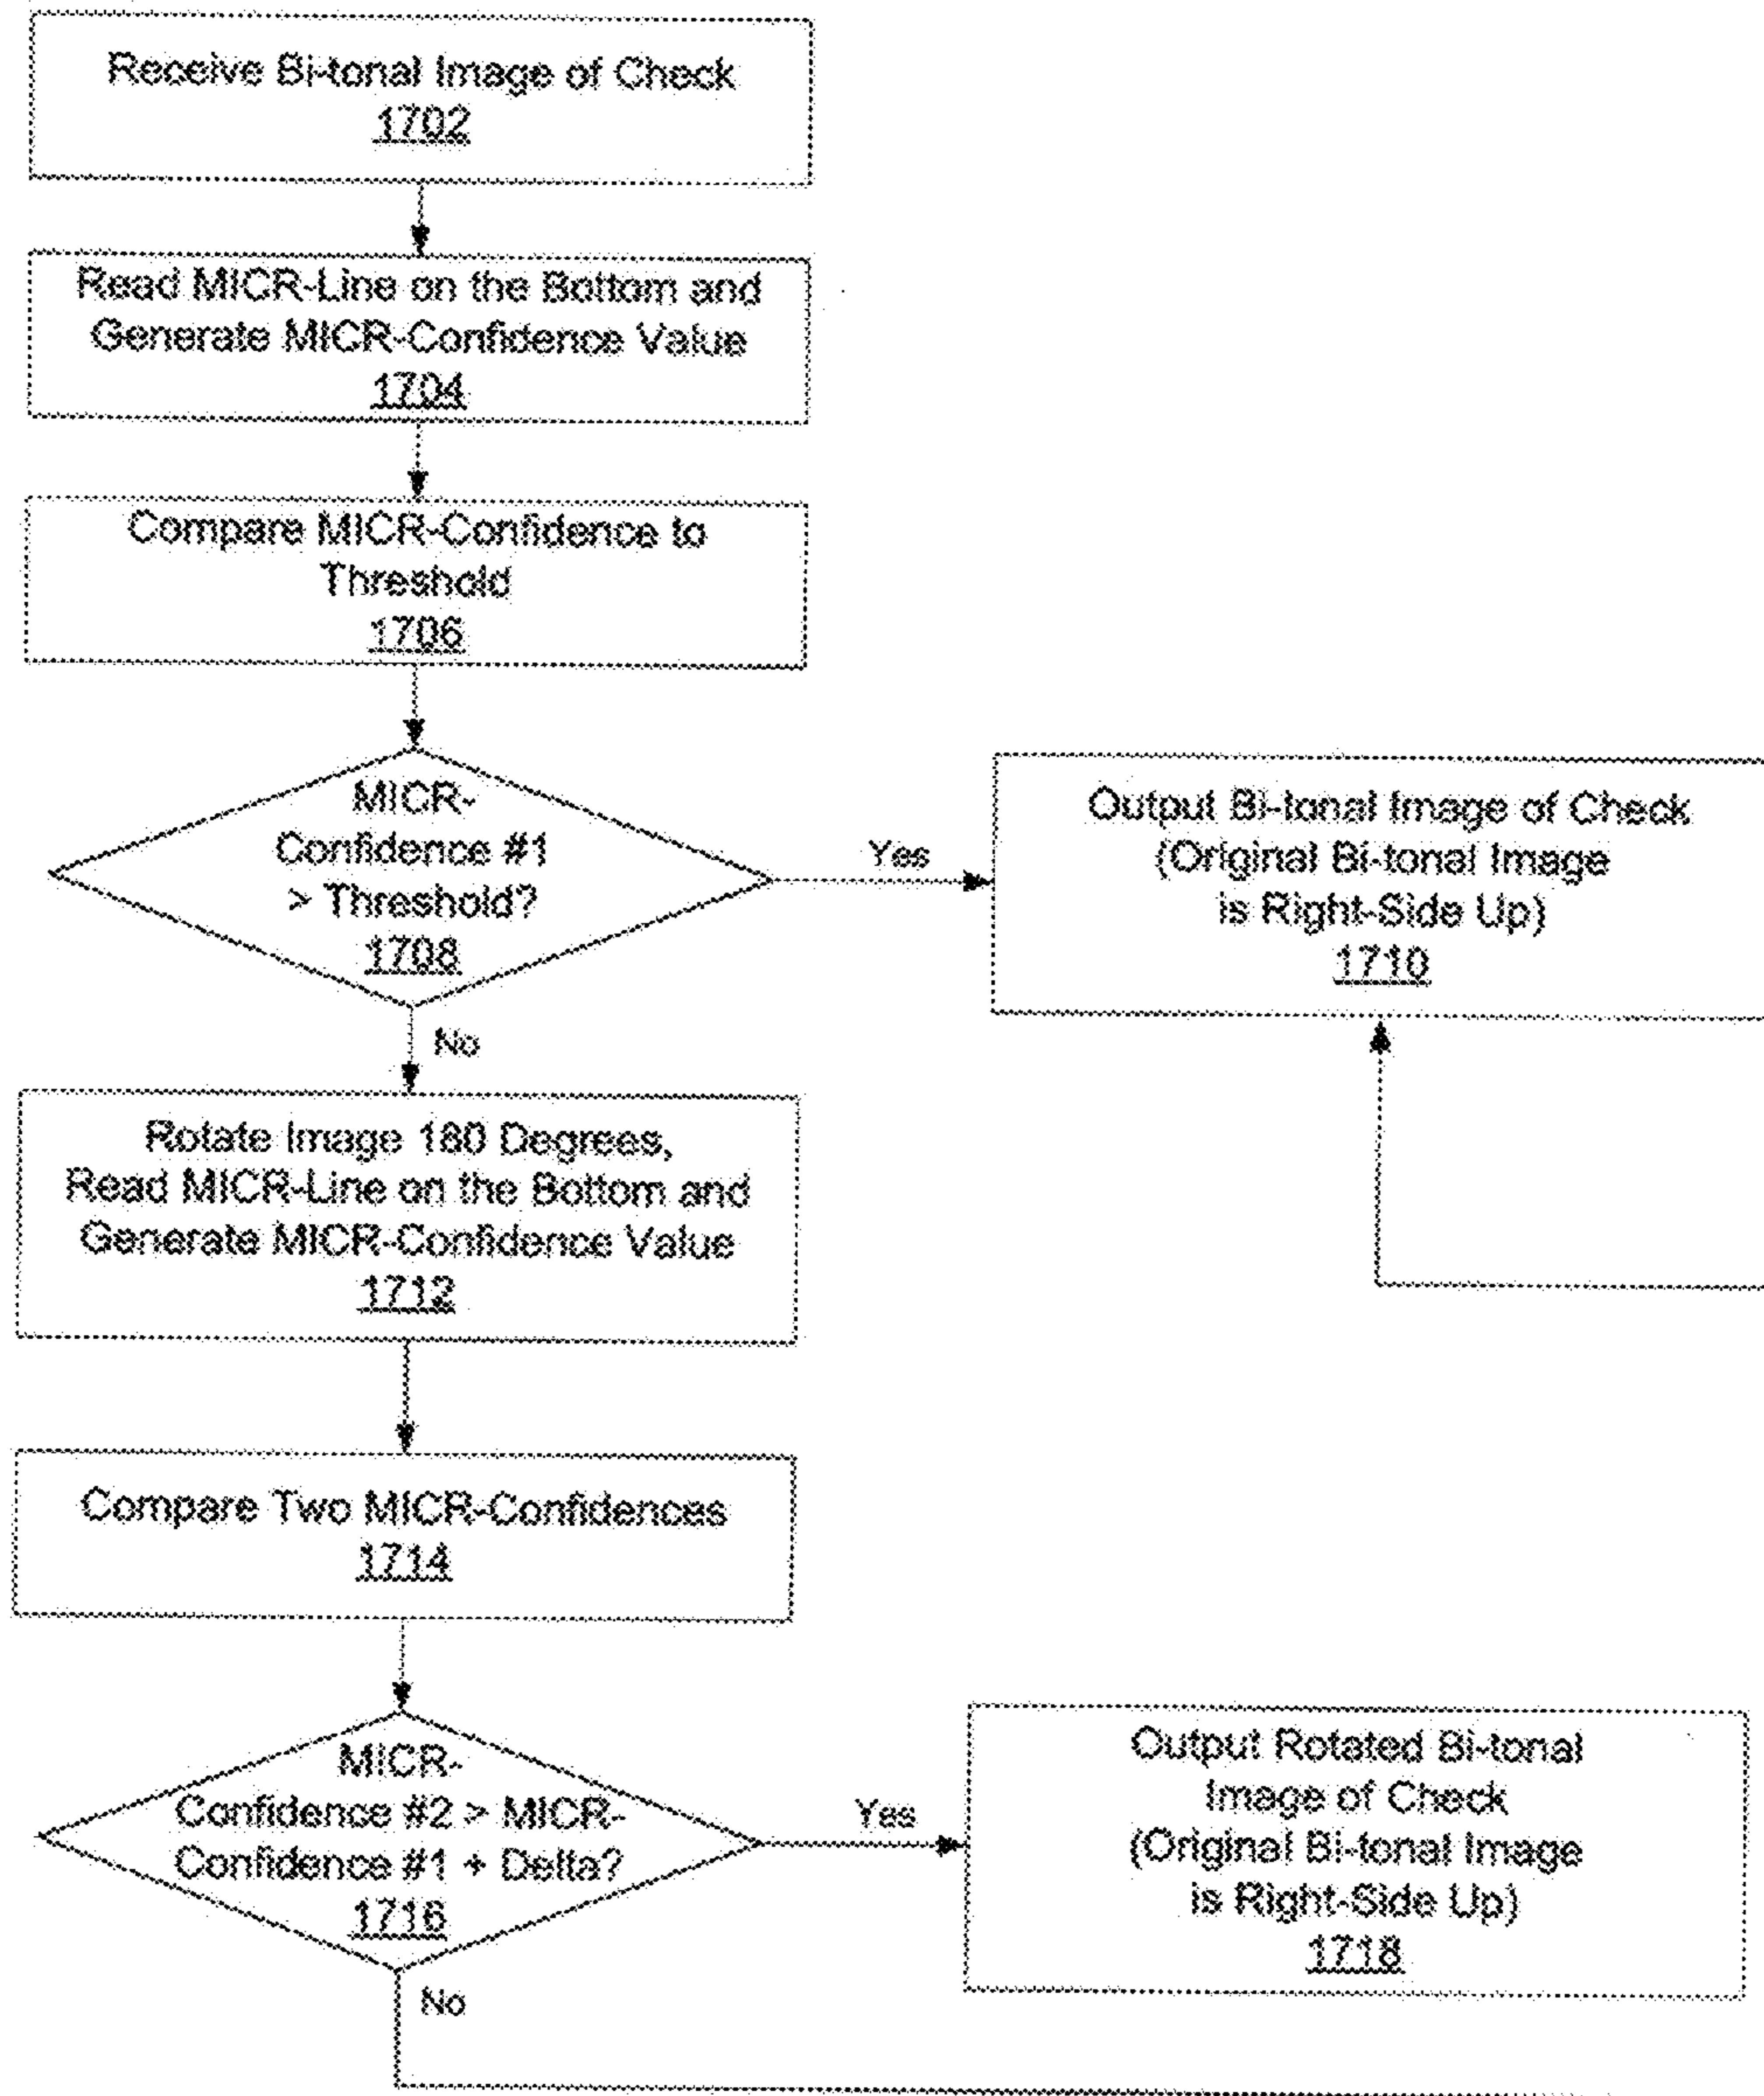 Receive Bi-tonal Image of Check
1702
Read MICR-Line on the Bottom and
Generate MICR-Confidence Value
1704
Compare MICR-Confidence to
Threshold
1706
MICR-
Confidence #1
> Threshold?
1708
Yes
Output Bi-tonal Image of Check
(Original Bi-tonal Image
is Right-Side Up)
1710
No
Rotate Image 180 Degrees,
Read MICR-Line on the Bottom and
Generate MICR-Confidence Value
1712
Compare Two MICR-Confidences
1714
MICR-
Confidence #2 > MICR-
Confidence #1 + Delta?
1716
Yes
Output Rotated Bi-tonal
Image of Check
(Original Bi-tonal Image
is Right-Side Up)
1718
No